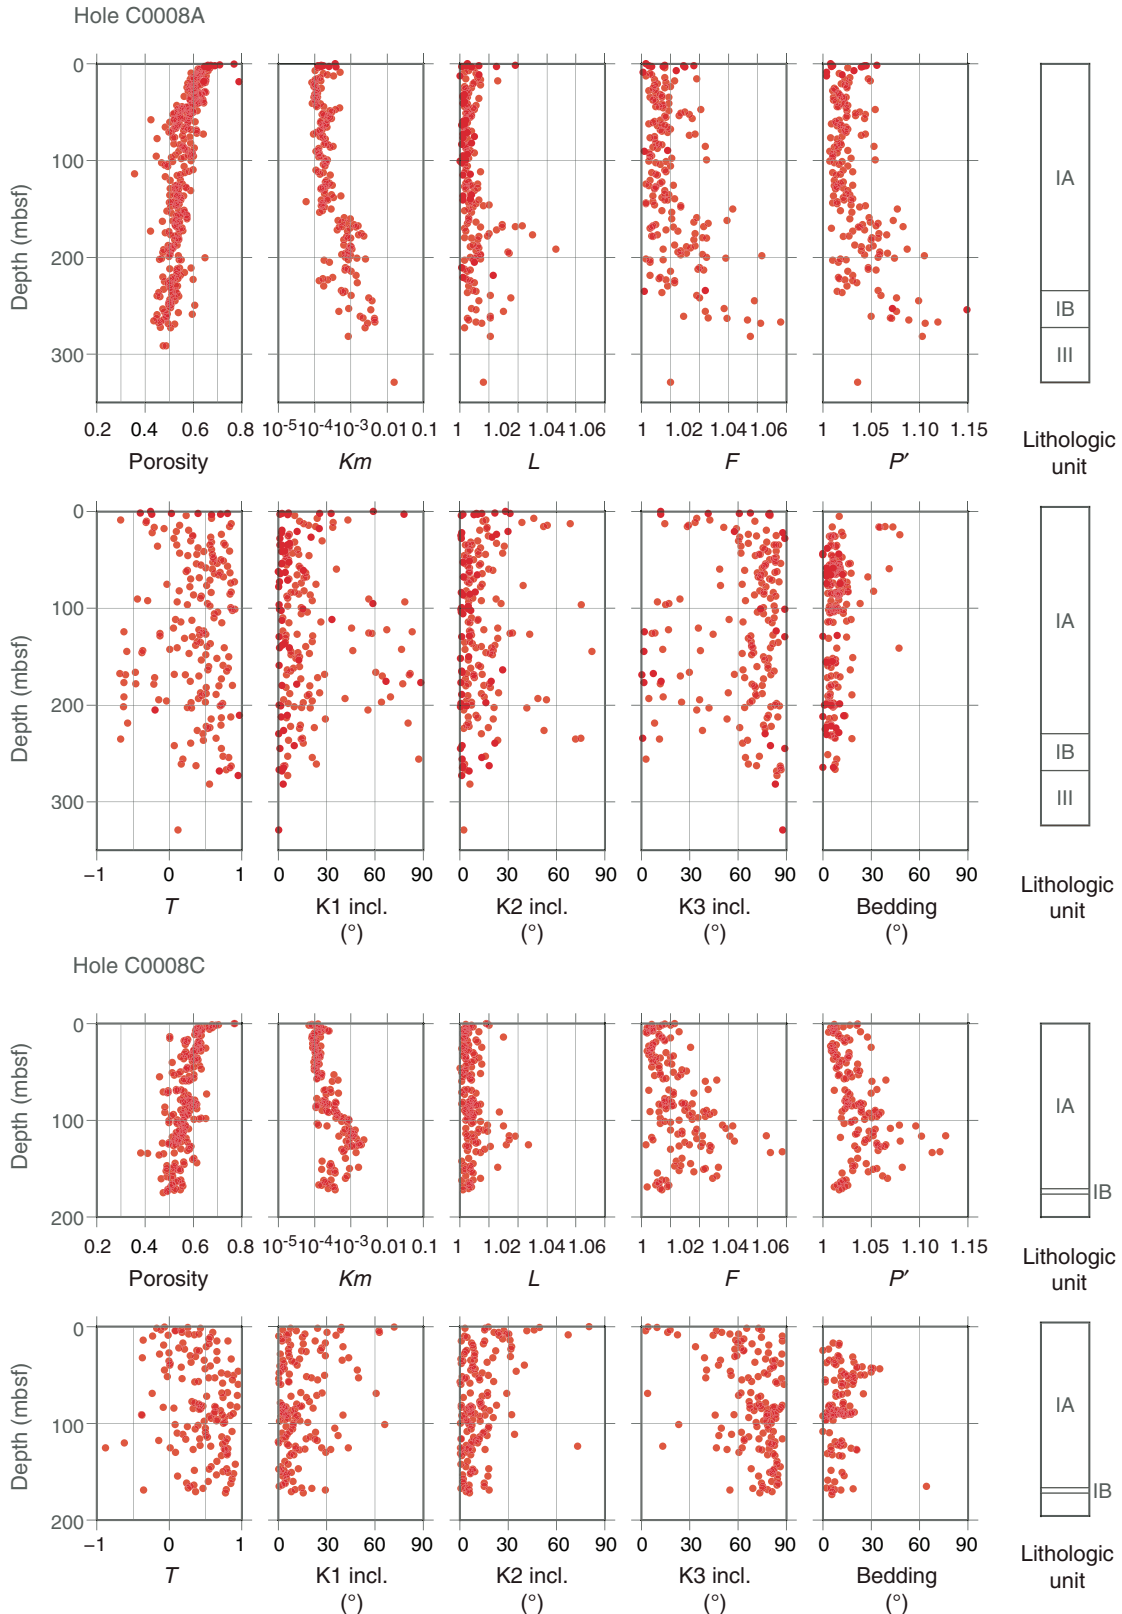 Hole C0008A
0
100
200
300
Depth (mbsf)
IA
IB
III
0.2 0.4 0.6 0.8
10-5 10-4 10-3 0.01 0.1
1 1.02 1.04 1.06
1 1.02 1.04 1.06
1 1.05 1.10 1.15
Porosity
Km
L
F
P′
Lithologic
unit
0
100
200
300
Depth (mbsf)
IA
IB
III
−1 0 1
0 30 60 90
0 30 60 90
0 30 60 90
0 30 60 90
T
K1 incl.
(°)
K2 incl.
(°)
K3 incl.
(°)
Bedding
(°)
Lithologic
unit
Hole C0008C
0
100
200
Depth (mbsf)
IA
IB
0.2 0.4 0.6 0.8
10-5 10-4 10-3 0.01 0.1
1 1.02 1.04 1.06
1 1.02 1.04 1.06
1 1.05 1.10 1.15
Porosity
Km
L
F
P′
Lithologic
unit
0
100
200
Depth (mbsf)
IA
IB
−1 0 1
0 30 60 90
0 30 60 90
0 30 60 90
0 30 60 90
T
K1 incl.
(°)
K2 incl.
(°)
K3 incl.
(°)
Bedding
(°)
Lithologic
unit